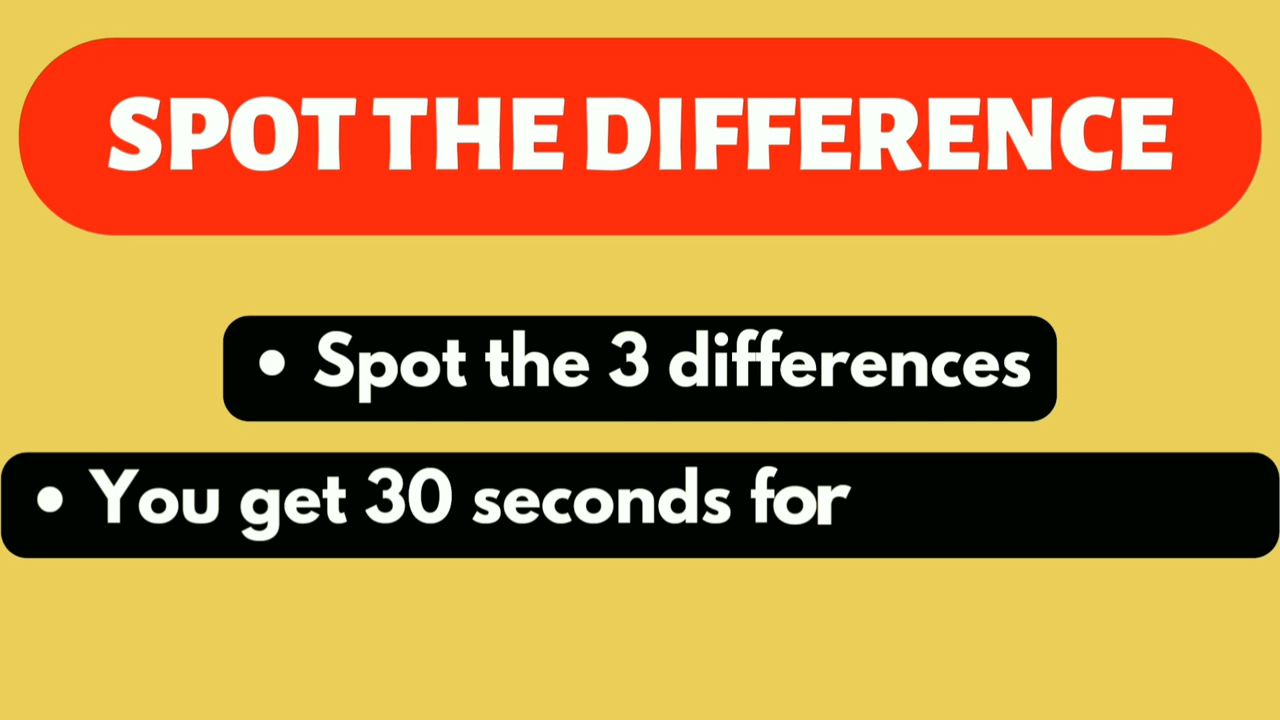 SPOT THE DIFFERENCE
• Spot the 3 differences
• You get 30 seconds for